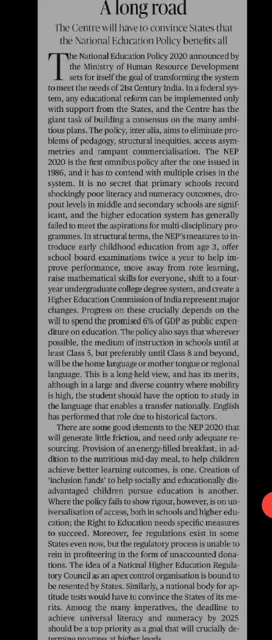 A long road
The Centre will have to convince States that
the National Education Policy benefits all
The National Education Policy 2020 announced by
the Ministry of Human Resource Development
sets for itself the goal of transforming the system
to meet the needs of 21st Century India. In a federal sys-
tem, any educational reform can be implemented only
with support from the States, and the Centre has the
giant task of building a consensus on the many ambi-
tious plans. The policy, inter alia, aims to eliminate pro-
blems of pedagogy, structural inequities, access asym-
metries and rampant commercialisation. The NEP
2020 is the first omnibus policy after the one issued in
1986, and it has to contend with multiple crises in the
system. It is no secret that primary schools record
shockingly poor literacy and numeracy outcomes, dro-
pout levels in middle and secondary schools are signif-
icant, and the higher education system has generally
failed to meet the aspirations for multi-disciplinary pro-
grammes. In structural terms, the NEP's measures to in-
troduce early childhood education from age 3, offer
school board examinations twice a year to help im-
prove performance, move away from rote learning,
raise mathematical skills for everyone, shift to a four-
year undergraduate college degree system, and create a
Higher Education Commission of India represent major
changes. Progress on these crucially depends on the
will to spend the promised 6% of GDP as public expen-
diture on education. The policy also says that wherever
possible, the medium of instruction in schools until at
least Class 5, but preferably until Class 8 and beyond,
will be the home language or mother tongue or regional
language. This is a long-held view, and has its merits,
although in a large and diverse country where mobility
is high, the student should have the option to study in
the language that enables a transfer nationally. English
has performed that role due to historical factors.
There are some good elements to the NEP 2020 that
will generate little friction, and need only adequate re-
sourcing. Provision of an energy-filled breakfast, in ad-
dition to the nutritious mid-day meal, to help children
achieve better learning outcomes, is one. Creation of
'inclusion funds' to help socially and educationally dis-
advantaged children pursue education is another.
Where the policy fails to show rigour, however, is on un-
iversalisation of access, both in schools and higher edu-
cation; the Right to Education needs specific measures
to succeed. Moreover, fee regulations exist in some
States even now, but the regulatory process is unable to
rein in profiteering in the form of unaccounted dona-
tions. The idea of a National Higher Education Regula-
tory Council as an apex control organisation is bound to
be resented by States. Similarly, a national body for ap-
titude tests would have to convince the States of its me-
rits. Among the many imperatives, the deadline to
achieve universal literacy and numeracy by 2025
should be a top priority as a goal that will crucially de-
termine progress at higher levels.